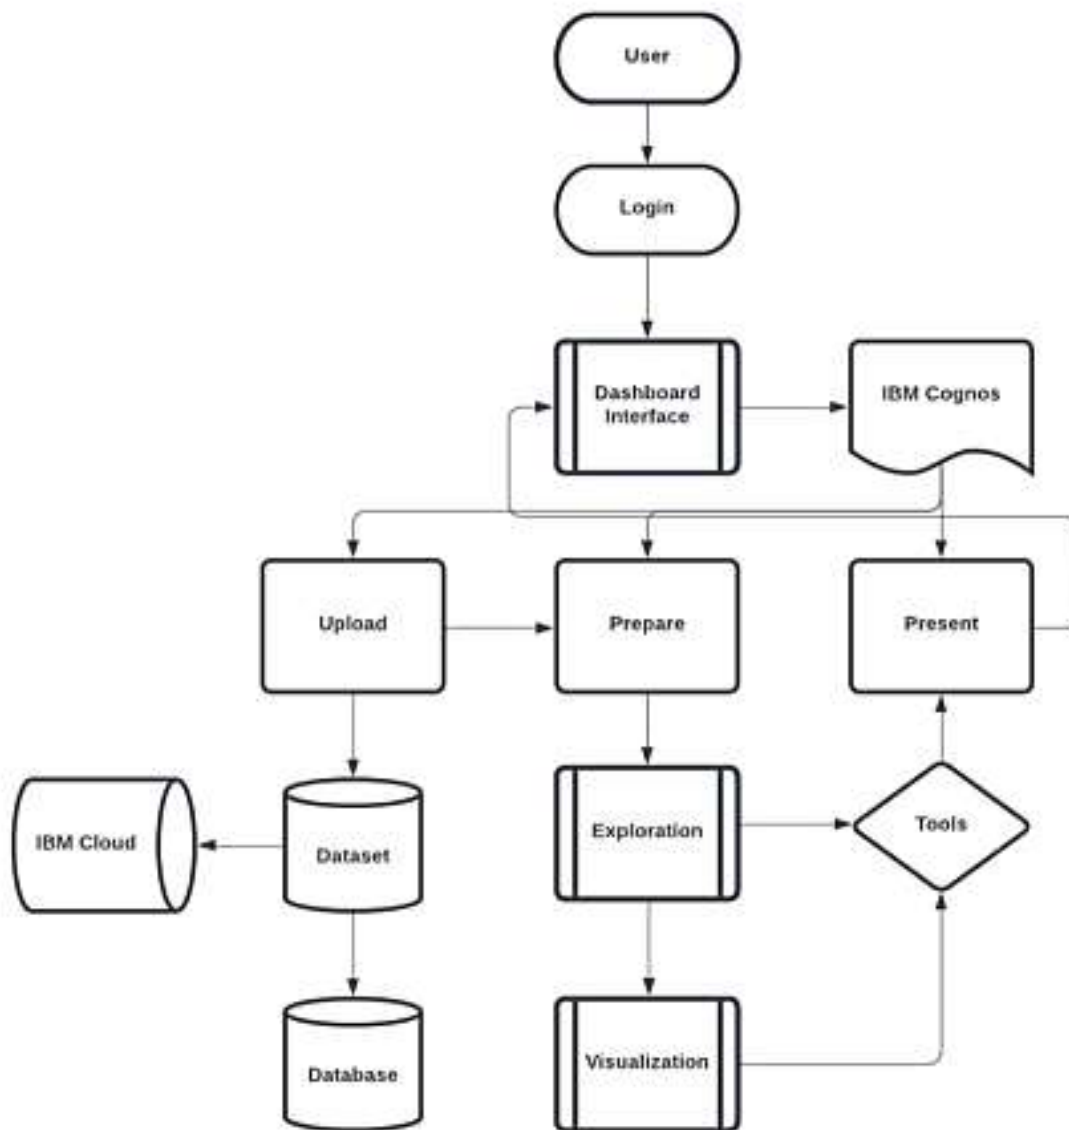 User
Login
Dashboard
Interface
IBM Cognos
Upload
Prepare
Present
IBM Cloud
Dataset
Exploration
Tools
Database
Visualization